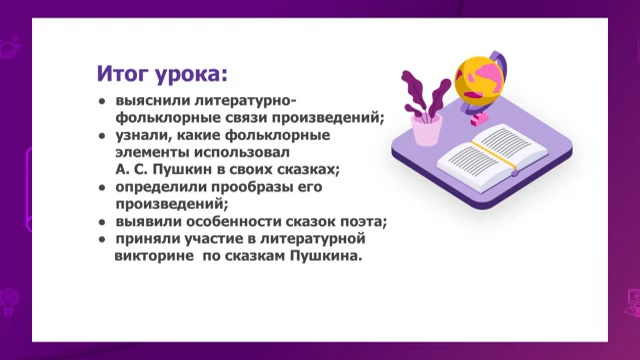 Итог урока:
● выяснили литературно-
фольклорные связи произведений;
● узнали, какие фольклорные
элементы использовал
А. С. Пушкин в своих сказках;
● определили прообразы его
произведений;
● выявили особенности сказок поэта;
● приняли участие в литературной
викторине по сказкам Пушкина.